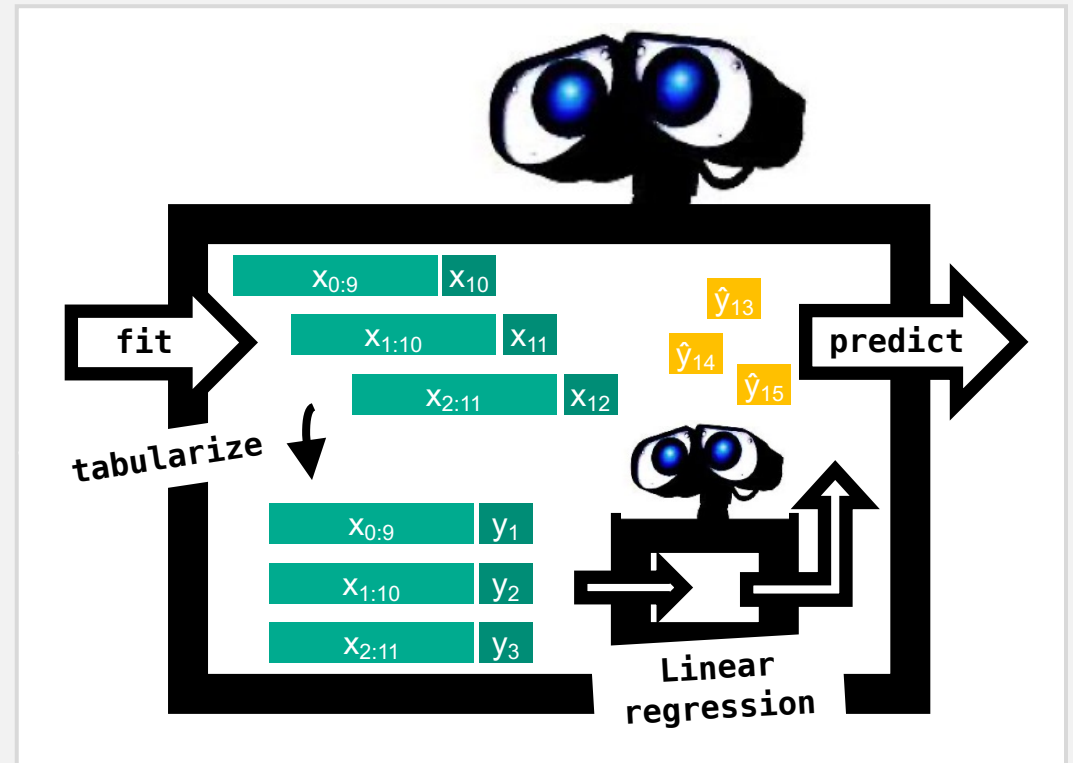 x0:9 x10
ŷ13
fit
x1:10 x11
predict
ŷ14
x2:11 x12
ŷ15
tabularize
x0:9 y1
x1:10 y2
x2:11 y3
Linear
regression